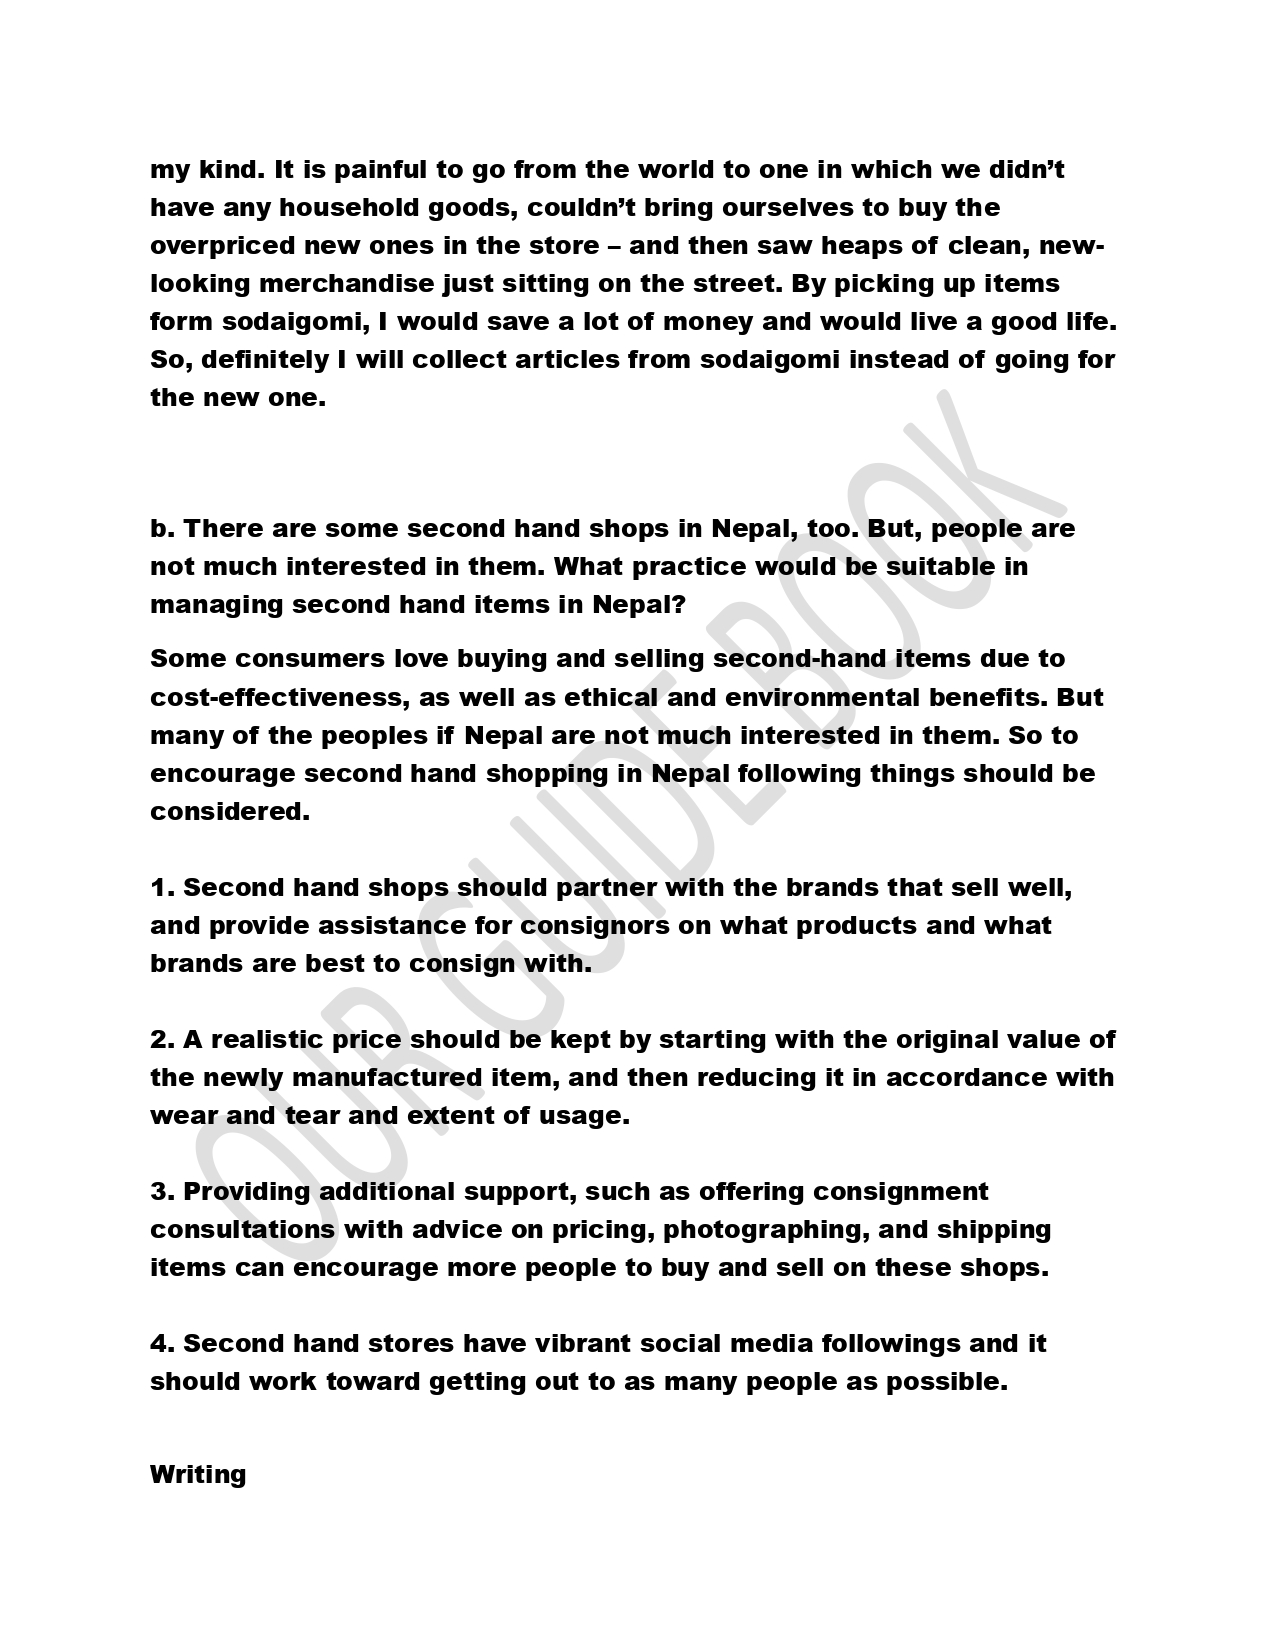 my kind. It is painful to go from the world to one in which we didn’t
have any household goods, couldn’t bring ourselves to buy the
overpriced new ones in the store – and then saw heaps of clean, new-
looking merchandise just sitting on the street. By picking up items
form sodaigomi, I would save a lot of money and would live a good life.
So, definitely I will collect articles from sodaigomi instead of going for
the new one.
b. There are some second hand shops in Nepal, too. But, people are
not much interested in them. What practice would be suitable in
managing second hand items in Nepal?
Some consumers love buying and selling second-hand items due to
cost-effectiveness, as well as ethical and environmental benefits. But
many of the peoples if Nepal are not much interested in them. So to
encourage second hand shopping in Nepal following things should be
considered.
1. Second hand shops should partner with the brands that sell well,
and provide assistance for consignors on what products and what
brands are best to consign with.
2. A realistic price should be kept by starting with the original value of
the newly manufactured item, and then reducing it in accordance with
wear and tear and extent of usage.
3. Providing additional support, such as offering consignment
consultations with advice on pricing, photographing, and shipping
items can encourage more people to buy and sell on these shops.
4. Second hand stores have vibrant social media followings and it
should work toward getting out to as many people as possible.
Writing
OUR GUIDE BOOK